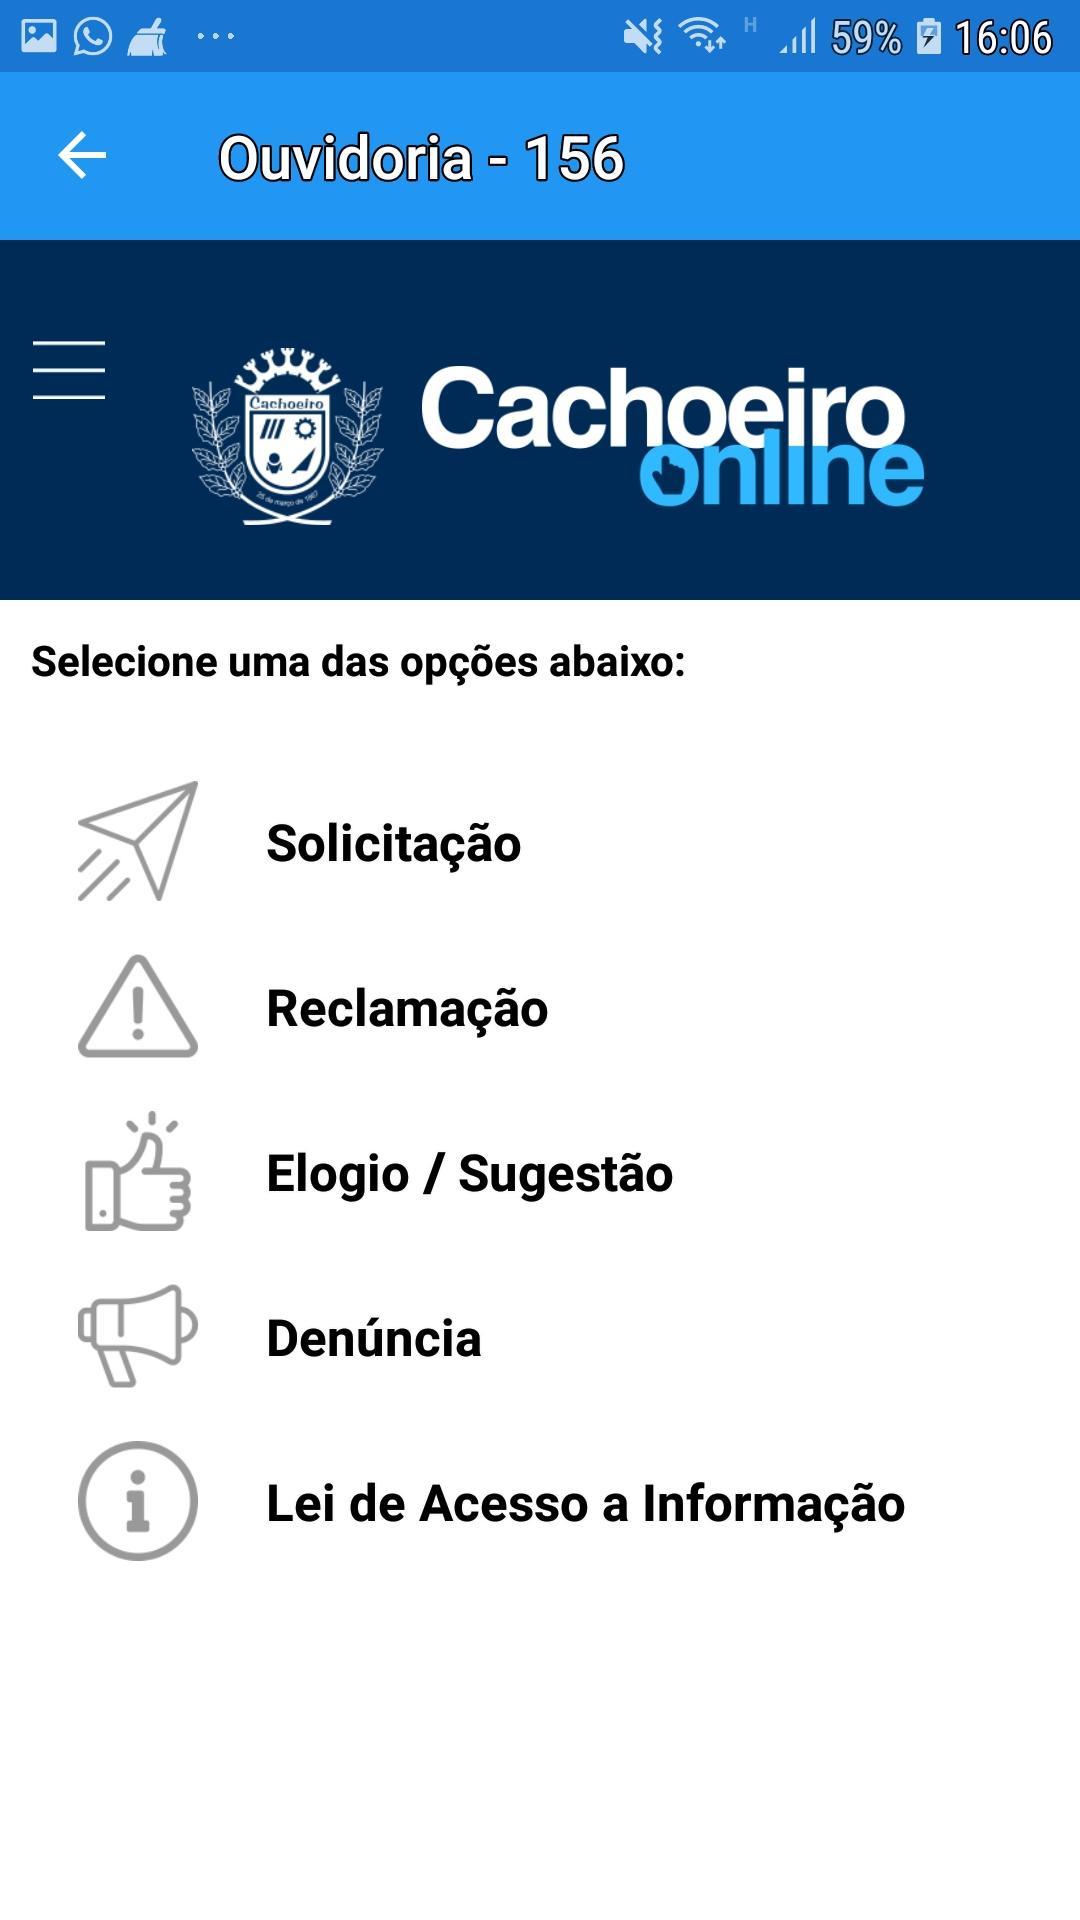 H 59% 16:06
Ouvidoria - 156
Cachoeiro
25 de março de 1867
Cachoeiro
online
Selecione uma das opções abaixo:
Solicitação
Reclamação
Elogio / Sugestão
Denúncia
Lei de Acesso a Informação